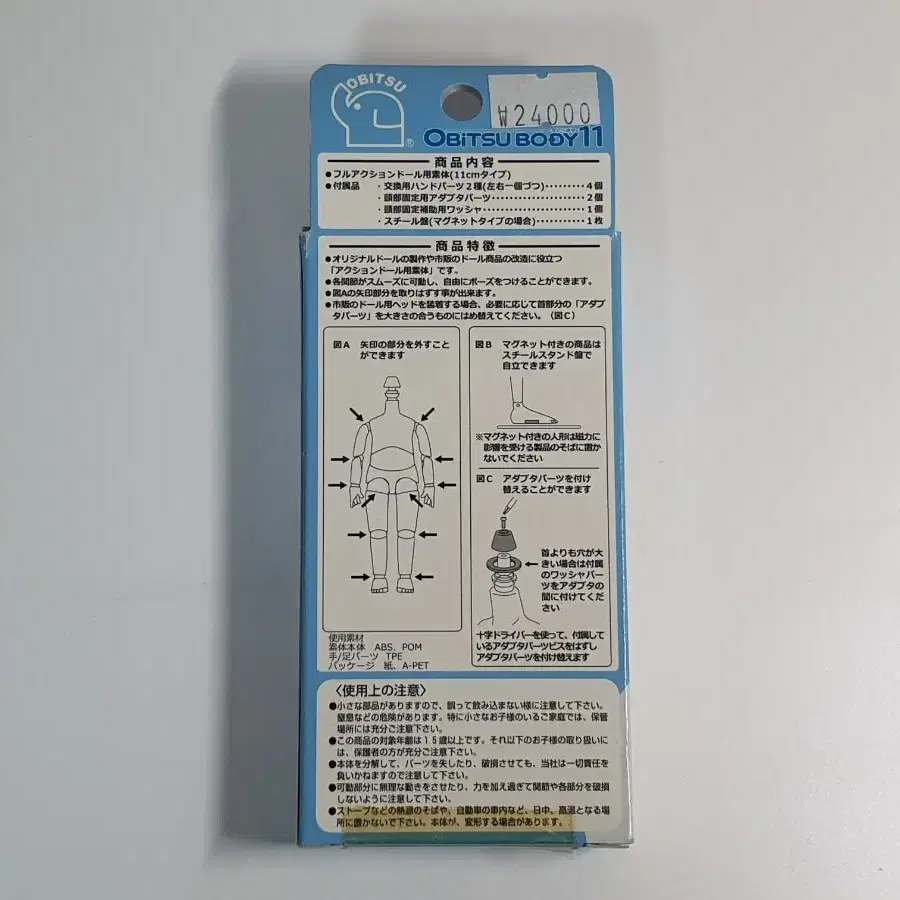 OBITSU
®
₩24000
OBITSU BODY 11
商品内容
●フルアクションドール用素体(11cmタイプ)
●付属品 ・交換用ハンドパーツ2種(左右一個づつ)………4個
・頭部固定用アダプタパーツ………………2個
・頭部固定補助用ワッシャ…………………1個
・スチール盤(マグネットタイプの場合)………1枚
商品特徴
●オリジナルドールの製作や市販のドール商品の改造に役立つ
「アクションドール用素体」です。
●各関節がスムーズに可動し、自由にポーズをつけることができます。
●図Aの矢印部分を取りはずす事が出来ます。
●市販のドール用ヘッドを装着する場合、必要に応じて首部分の「アダプ
タパーツ」を大きさの合うものにはめ替えてください。(図C)
図A 矢印の部分を外すこと
ができます
図B マグネット付きの商品は
スチールスタンド盤で
自立できます
※マグネット付きの人形は磁力に
影響を受ける製品のそばに置か
ないでください
図C アダプタパーツを付け
替えることができます
首よりも穴が大
きい場合は付属
のワッシャパー
ツをアダプタの
間に付けてくだ
さい
十字ドライバーを使って、付属して
いるアダプタパーツビスをはずし
アダプタパーツを付け替えます
使用素材
素体本体 ABS、POM
手/足パーツ TPE
パッケージ 紙、A-PET
〈使用上の注意〉
●小さな部品がありますので、誤って飲み込まない様に注意して下さい。
窒息などの危険があります。特に小さなお子様のいるご家庭では、保管
場所には充分ご注意下さい。
●この商品の対象年齢は15歳以上です。それ以下のお子様の取り扱いに
は、保護者の方が充分ご注意下さい。
●本体を分解して、パーツを失したり、破損させても、当社は一切責任を
負いかねますので注意して下さい。
●可動部分に無理な動きをさせたり、力を加え過ぎて関節や各部分を破損
しないように注意して下さい。
●ストーブなどの熱源のそばや、自動車の車内など、日中、高温となる場
所に置かないで下さい。本体が、変形する場合があります。